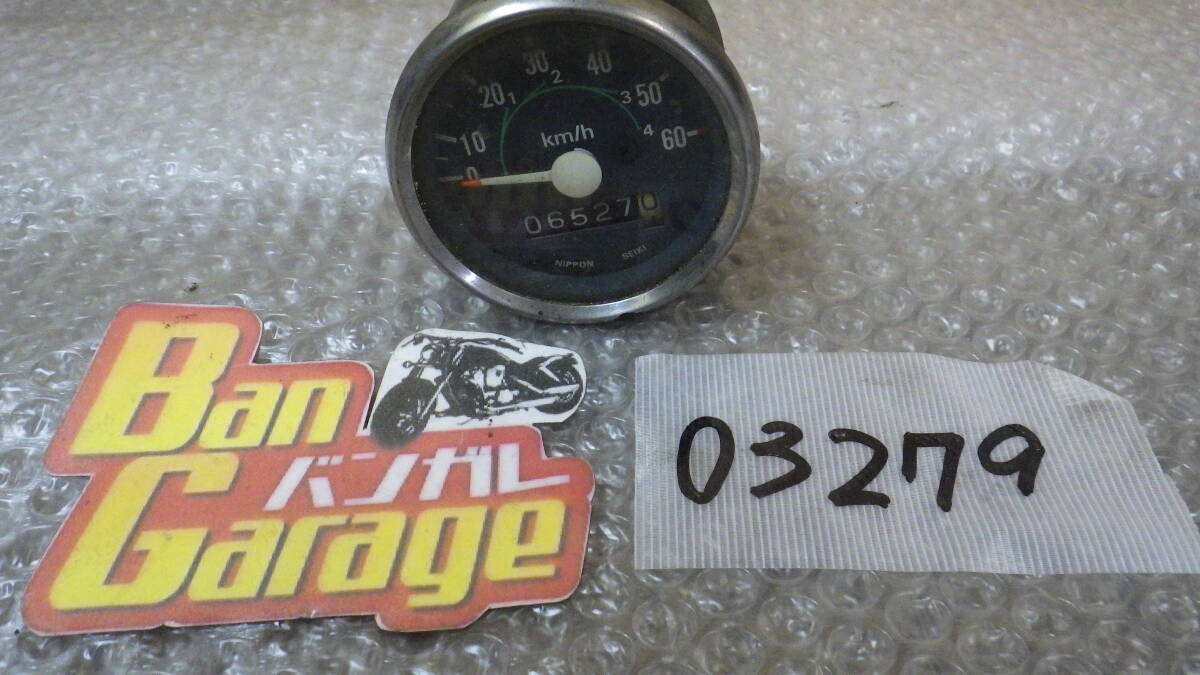 0 10 20 30 40 50 60
1 2 3 4
km/h
065270
NIPPON SEIKI
Ban
バンガレ
Garage
03279